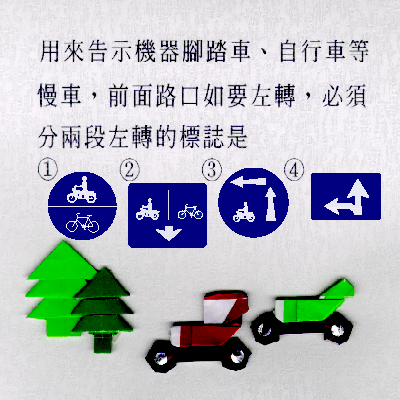 用來告示機器腳踏車、自行車等
慢車，前面路口如要左轉，必須
分兩段左轉的標誌是
① ② ③ ④